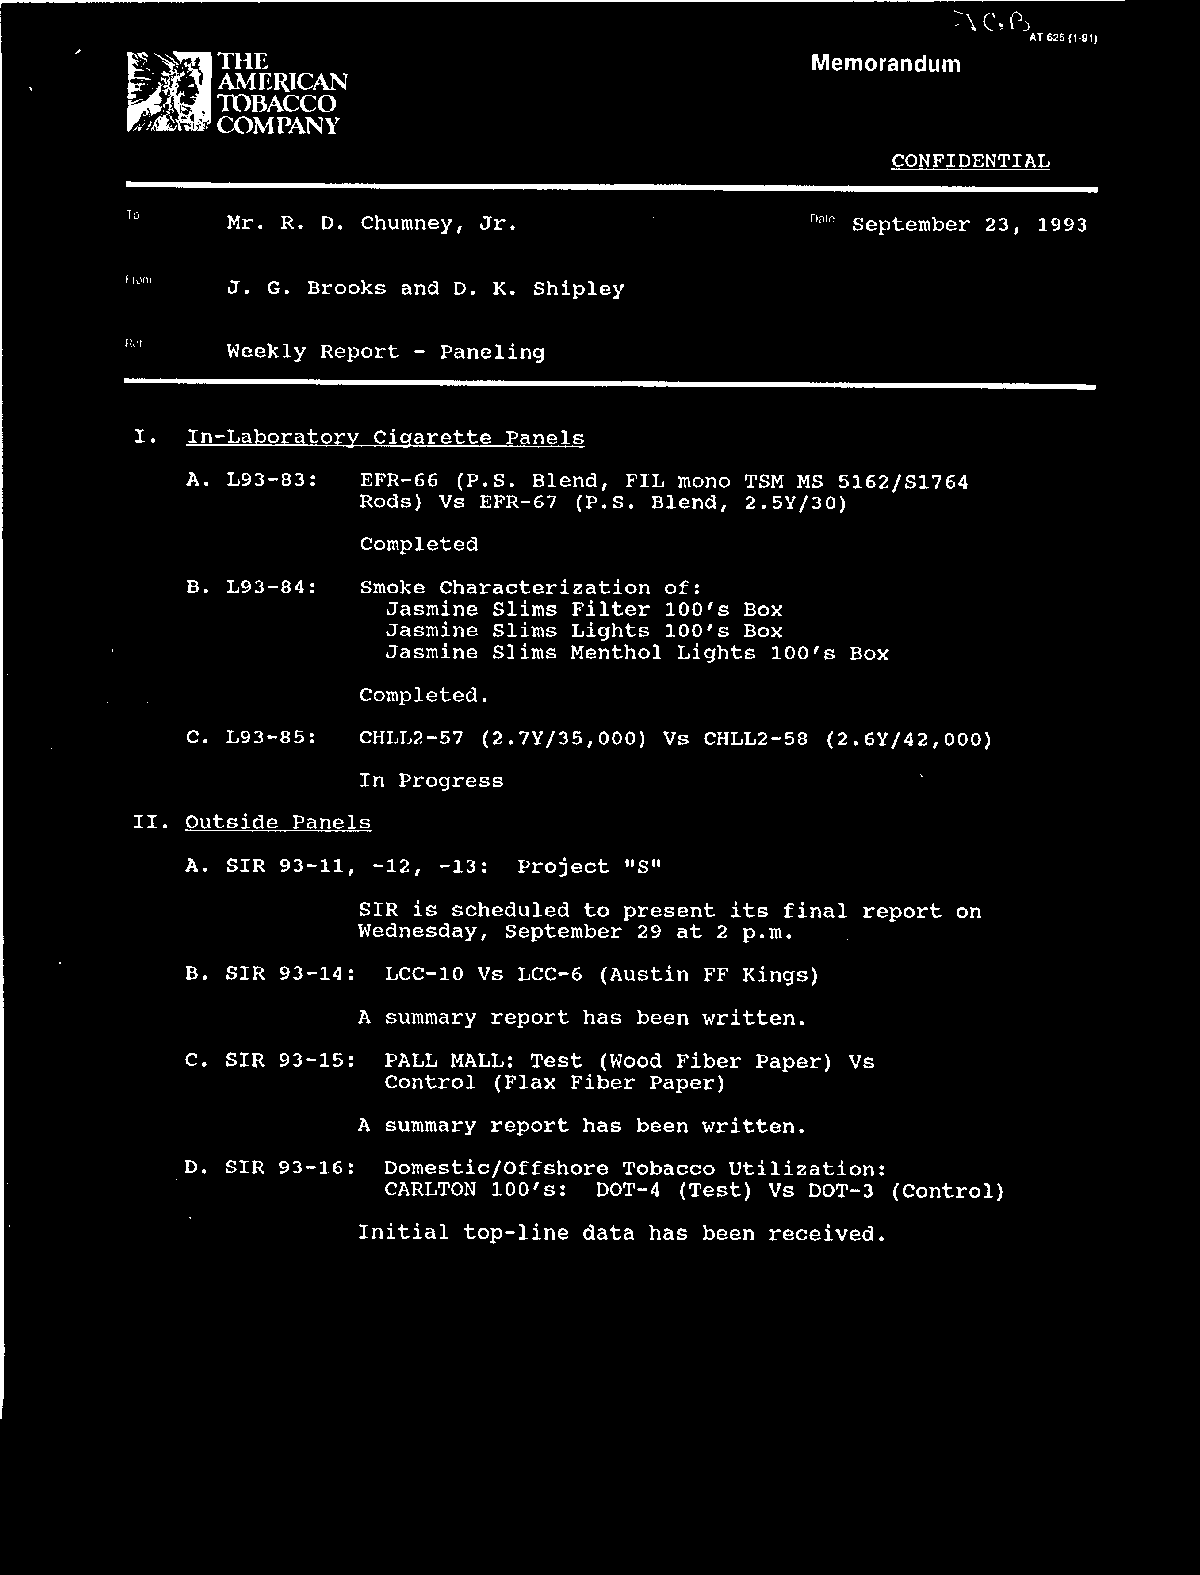 AT 625 (1-91)
THE
AMERICAN
TOBACCO
COMPANY
Memorandum
CONFIDENTIAL
To Mr. R. D. Chumney, Jr. Date September 23, 1993
From J. G. Brooks and D. K. Shipley
Ref Weekly Report - Paneling
I. In-Laboratory Cigarette Panels
A. L93-83: EFR-66 (P.S. Blend, FIL mono TSM MS 5162/S1764
Rods) Vs EFR-67 (P.S. Blend, 2.5Y/30)
Completed
B. L93-84: Smoke Characterization of:
Jasmine Slims Filter 100's Box
Jasmine Slims Lights 100's Box
Jasmine Slims Menthol Lights 100's Box
Completed.
C. L93-85: CHLL2-57 (2.7Y/35,000) Vs CHLL2-58 (2.6Y/42,000)
In Progress
II. Outside Panels
A. SIR 93-11, -12, -13: Project "S"
SIR is scheduled to present its final report on
Wednesday, September 29 at 2 p.m.
B. SIR 93-14: LCC-10 Vs LCC-6 (Austin FF Kings)
A summary report has been written.
C. SIR 93-15: PALL MALL: Test (Wood Fiber Paper) Vs
Control (Flax Fiber Paper)
A summary report has been written.
D. SIR 93-16: Domestic/Offshore Tobacco Utilization:
CARLTON 100's: DOT-4 (Test) Vs DOT-3 (Control)
Initial top-line data has been received.